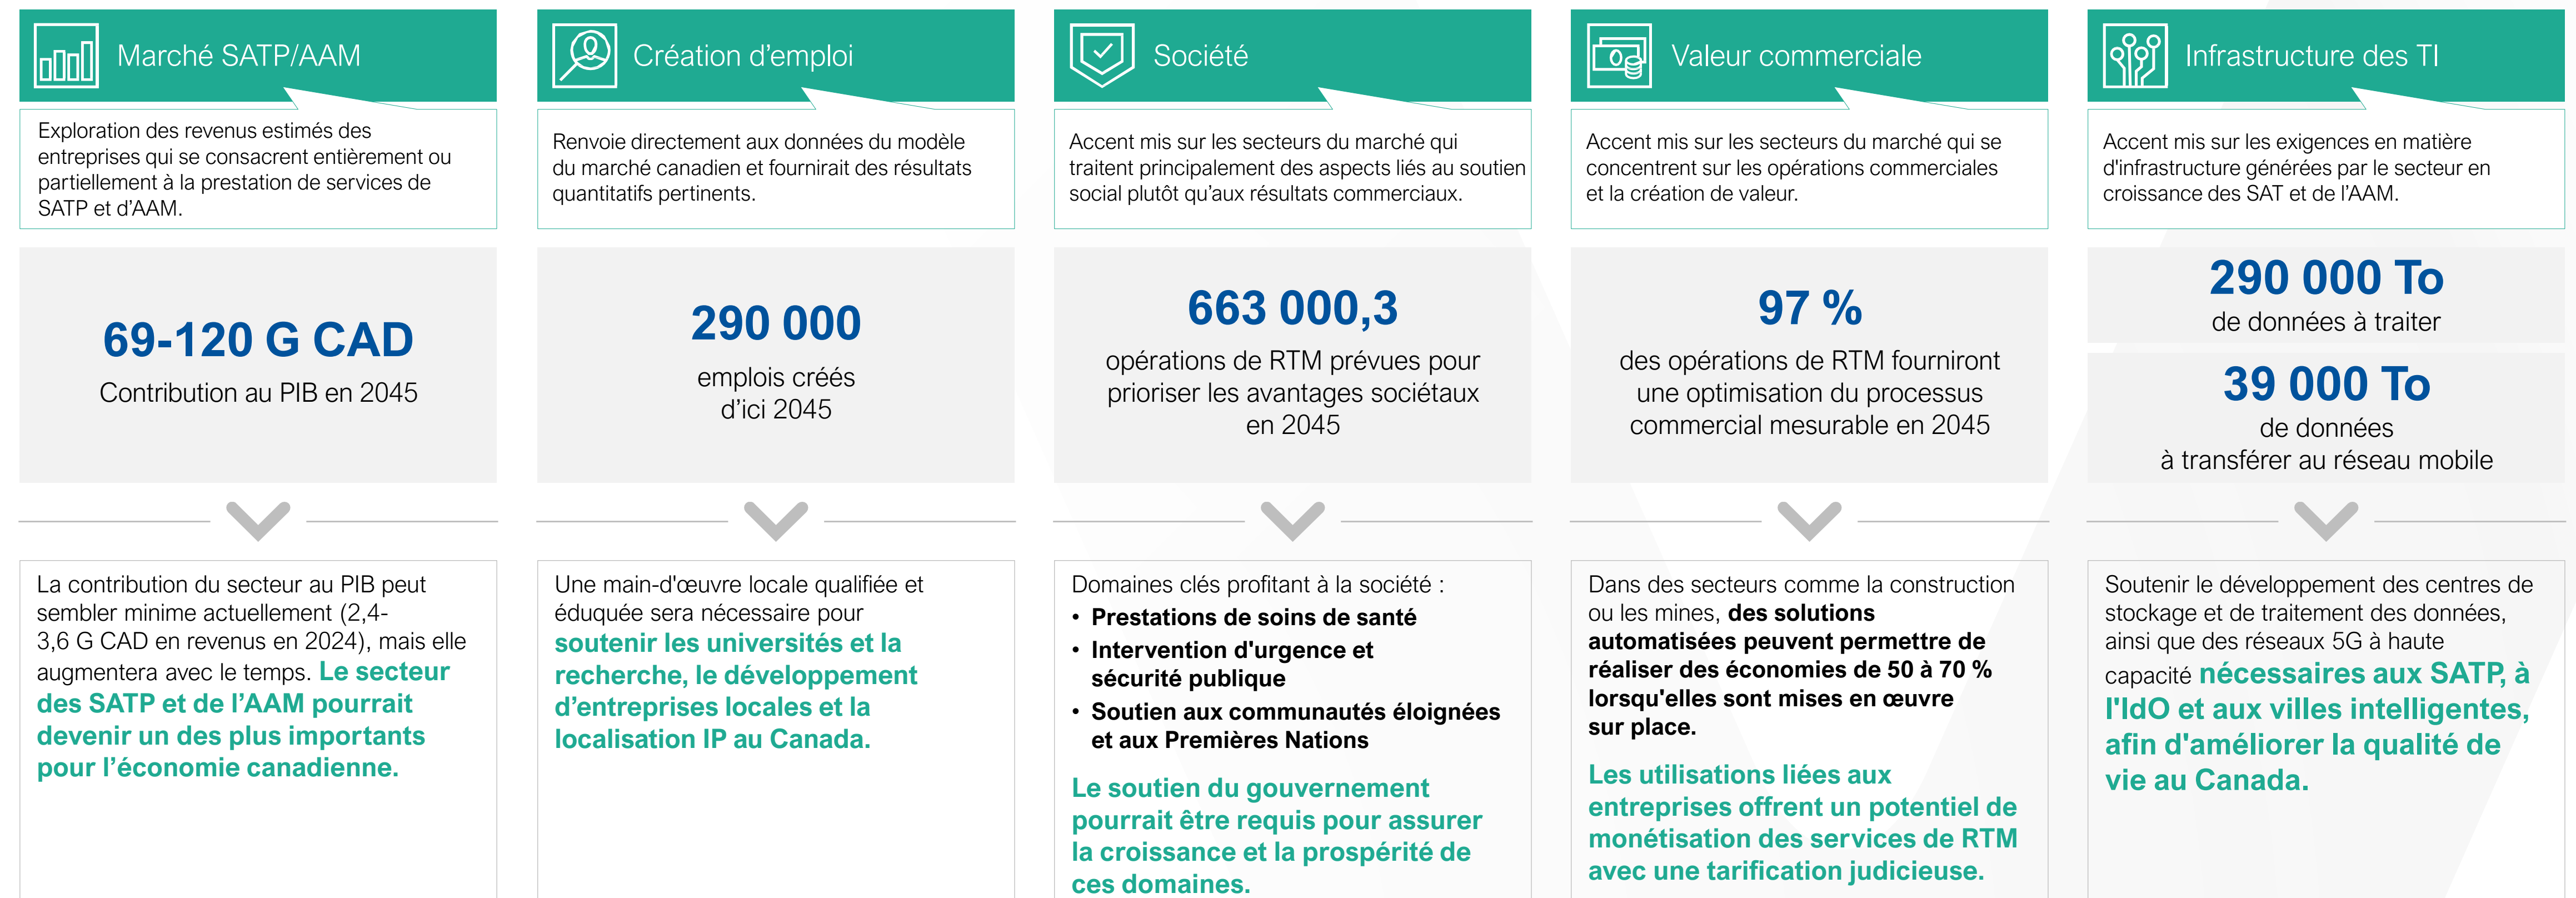 Marché SATP/AAM
Exploration des revenus estimés des
entreprises qui se consacrent entièrement ou
partiellement à la prestation de services de
SATP et d’AAM.
69-120 G CAD
Contribution au PIB en 2045
La contribution du secteur au PIB peut
sembler minime actuellement (2,4-
3,6 G CAD en revenus en 2024), mais elle
augmentera avec le temps. Le secteur
des SATP et de l’AAM pourrait
devenir un des plus importants
pour l’économie canadienne.
Création d’emploi
Renvoie directement aux données du modèle
du marché canadien et fournirait des résultats
quantitatifs pertinents.
290 000
emplois créés
d’ici 2045
Une main-d'œuvre locale qualifiée et
éduquée sera nécessaire pour
soutenir les universités et la
recherche, le développement
d’entreprises locales et la
localisation IP au Canada.
Société
Accent mis sur les secteurs du marché qui
traitent principalement des aspects liés au soutien
social plutôt qu’aux résultats commerciaux.
663 000,3
opérations de RTM prévues pour
prioriser les avantages sociétaux
en 2045
Domaines clés profitant à la société :
• Prestations de soins de santé
• Intervention d'urgence et
sécurité publique
• Soutien aux communautés éloignées
et aux Premières Nations
Le soutien du gouvernement
pourrait être requis pour assurer
la croissance et la prospérité de
ces domaines.
Valeur commerciale
Accent mis sur les secteurs du marché qui se
concentrent sur les opérations commerciales
et la création de valeur.
97 %
des opérations de RTM fourniront
une optimisation du processus
commercial mesurable en 2045
Dans des secteurs comme la construction
ou les mines, des solutions
automatisées peuvent permettre de
réaliser des économies de 50 à 70 %
lorsqu'elles sont mises en œuvre
sur place.
Les utilisations liées aux
entreprises offrent un potentiel de
monétisation des services de RTM
avec une tarification judicieuse.
Infrastructure des TI
Accent mis sur les exigences en matière
d'infrastructure générées par le secteur en
croissance des SAT et de l’AAM.
290 000 To
de données à traiter
39 000 To
de données
à transférer au réseau mobile
Soutenir le développement des centres de
stockage et de traitement des données,
ainsi que des réseaux 5G à haute
capacité nécessaires aux SATP, à
l'IdO et aux villes intelligentes,
afin d'améliorer la qualité de
vie au Canada.